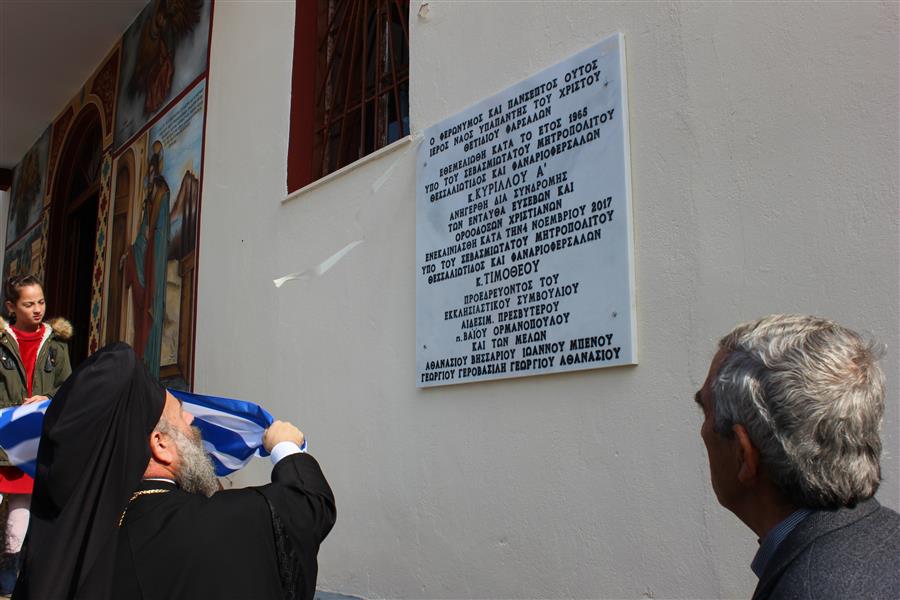 Ο ΦΕΡΩΝΥΜΟΣ ΚΑΙ ΠΑΝΣΕΠΤΟΣ ΟΥΤΟΣ
ΙΕΡΟΣ ΝΑΟΣ ΥΠΑΠΑΝΤΗΣ ΤΟΥ ΧΡΙΣΤΟΥ
ΘΕΤΙΔΙΟΥ ΦΑΡΣΑΛΩΝ
ΕΘΕΜΕΛΙΩΘΗ ΚΑΤΑ ΤΟ ΕΤΟΣ 1965
ΥΠΟ ΤΟΥ ΣΕΒΑΣΜΙΩΤΑΤΟΥ ΜΗΤΡΟΠΟΛΙΤΟΥ
ΘΕΣΣΑΛΙΩΤΙΔΟΣ ΚΑΙ ΦΑΝΑΡΙΟΦΕΡΣΑΛΩΝ
κ.ΚΥΡΙΛΛΟΥ Α'
ΑΝΗΓΕΡΘΗ ΔΙΑ ΣΥΝΔΡΟΜΗΣ
ΤΩΝ ΕΝΤΑΥΘΑ ΕΥΣΕΒΩΝ ΚΑΙ
ΟΡΟΟΔΟΞΩΝ ΧΡΙΣΤΙΑΝΩΝ
ΕΝΕΚΑΙΝΙΑΣΘΗ ΚΑΤΑ ΤΗΝ4 ΝΟΕΜΒΡΙΟΥ 2017
ΥΠΟ ΤΟΥ ΣΕΒΑΣΜΙΩΤΑΤΟΥ ΜΗΤΡΟΠΟΛΙΤΟΥ
ΘΕΣΣΑΛΙΩΤΙΔΟΣ ΚΑΙ ΦΑΝΑΡΙΟΦΕΡΣΑΛΩΝ
κ.ΤΙΜΟΘΕΟΥ
ΠΡΟΕΔΡΕΥΟΝΤΟΣ ΤΟΥ
ΕΚΚΛΗΣΙΑΣΤΙΚΟΥ ΣΥΜΒΟΥΛΙΟΥ
ΑΙΔΕΣΙΜ. ΠΡΕΣΒΥΤΕΡΟΥ
π.ΒΑΪΟΥ ΟΡΜΑΝΟΠΟΥΛΟΥ
ΚΑΙ ΤΩΝ ΜΕΛΩΝ
ΑΘΑΝΑΣΙΟΥ ΒΗΣΣΑΡΙΟΥ ΙΩΑΝΝΟΥ ΜΠΕΝΟΥ
ΓΕΩΡΓΙΟΥ ΓΕΡΟΒΑΣΙΛΗ ΓΕΩΡΓΙΟΥ ΑΘΑΝΑΣΙΟΥ